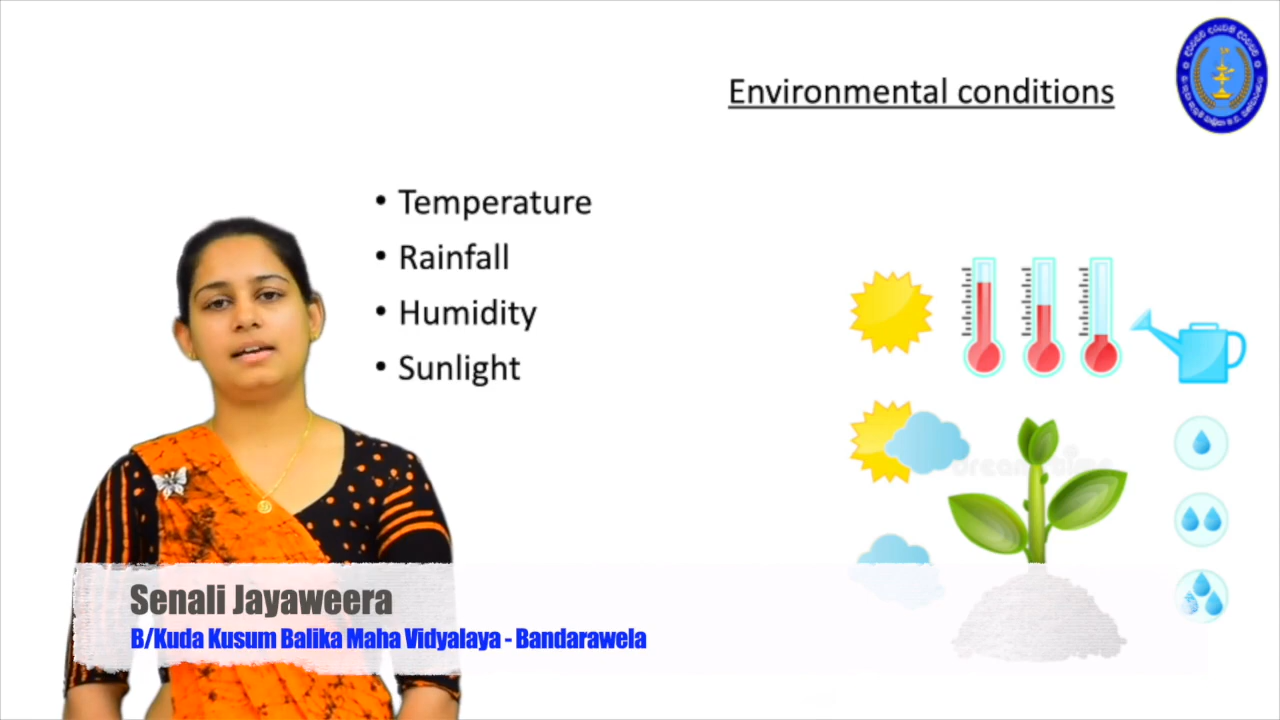 Environmental conditions
• Temperature
• Rainfall
• Humidity
• Sunlight
Senali Jayaweera
B/Kuda Kusum Balika Maha Vidyalaya - Bandarawela